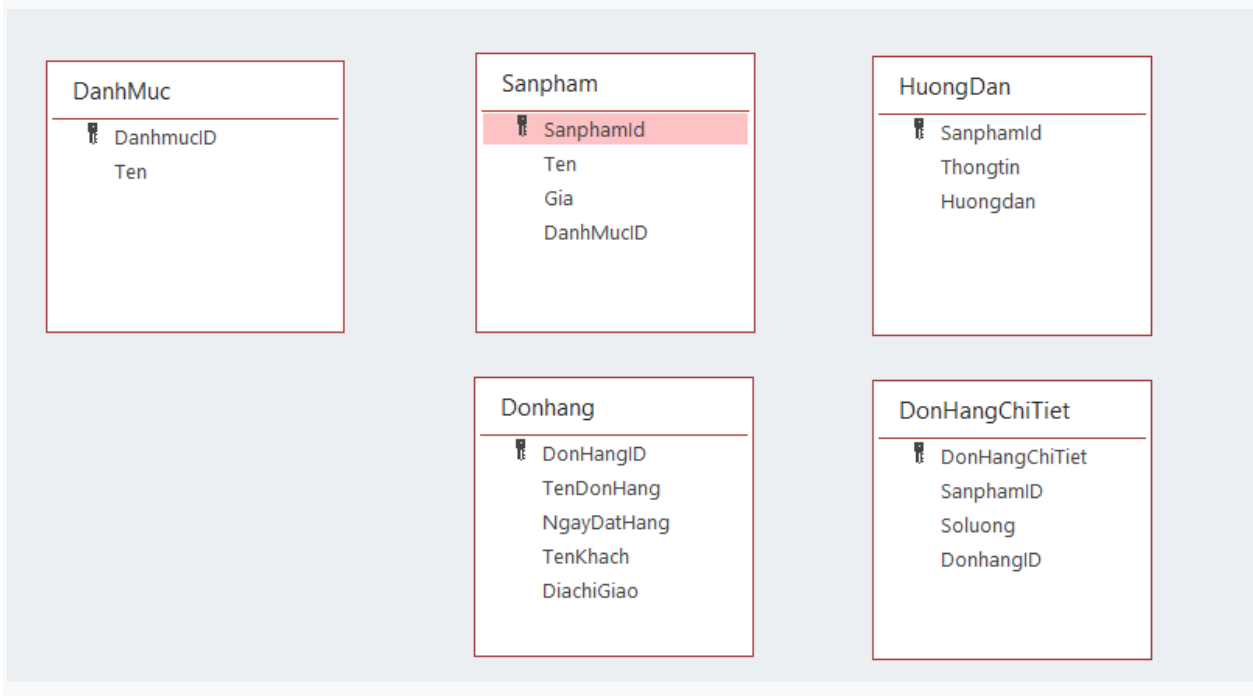 DanhMuc
DanhmucID
Ten
Sanpham
SanphamId
Ten
Gia
DanhMucID
HuongDan
SanphamId
Thongtin
Huongdan
Donhang
DonHangID
TenDonHang
NgayDatHang
TenKhach
DiachiGiao
DonHangChiTiet
DonHangChiTiet
SanphamID
Soluong
DonhangID